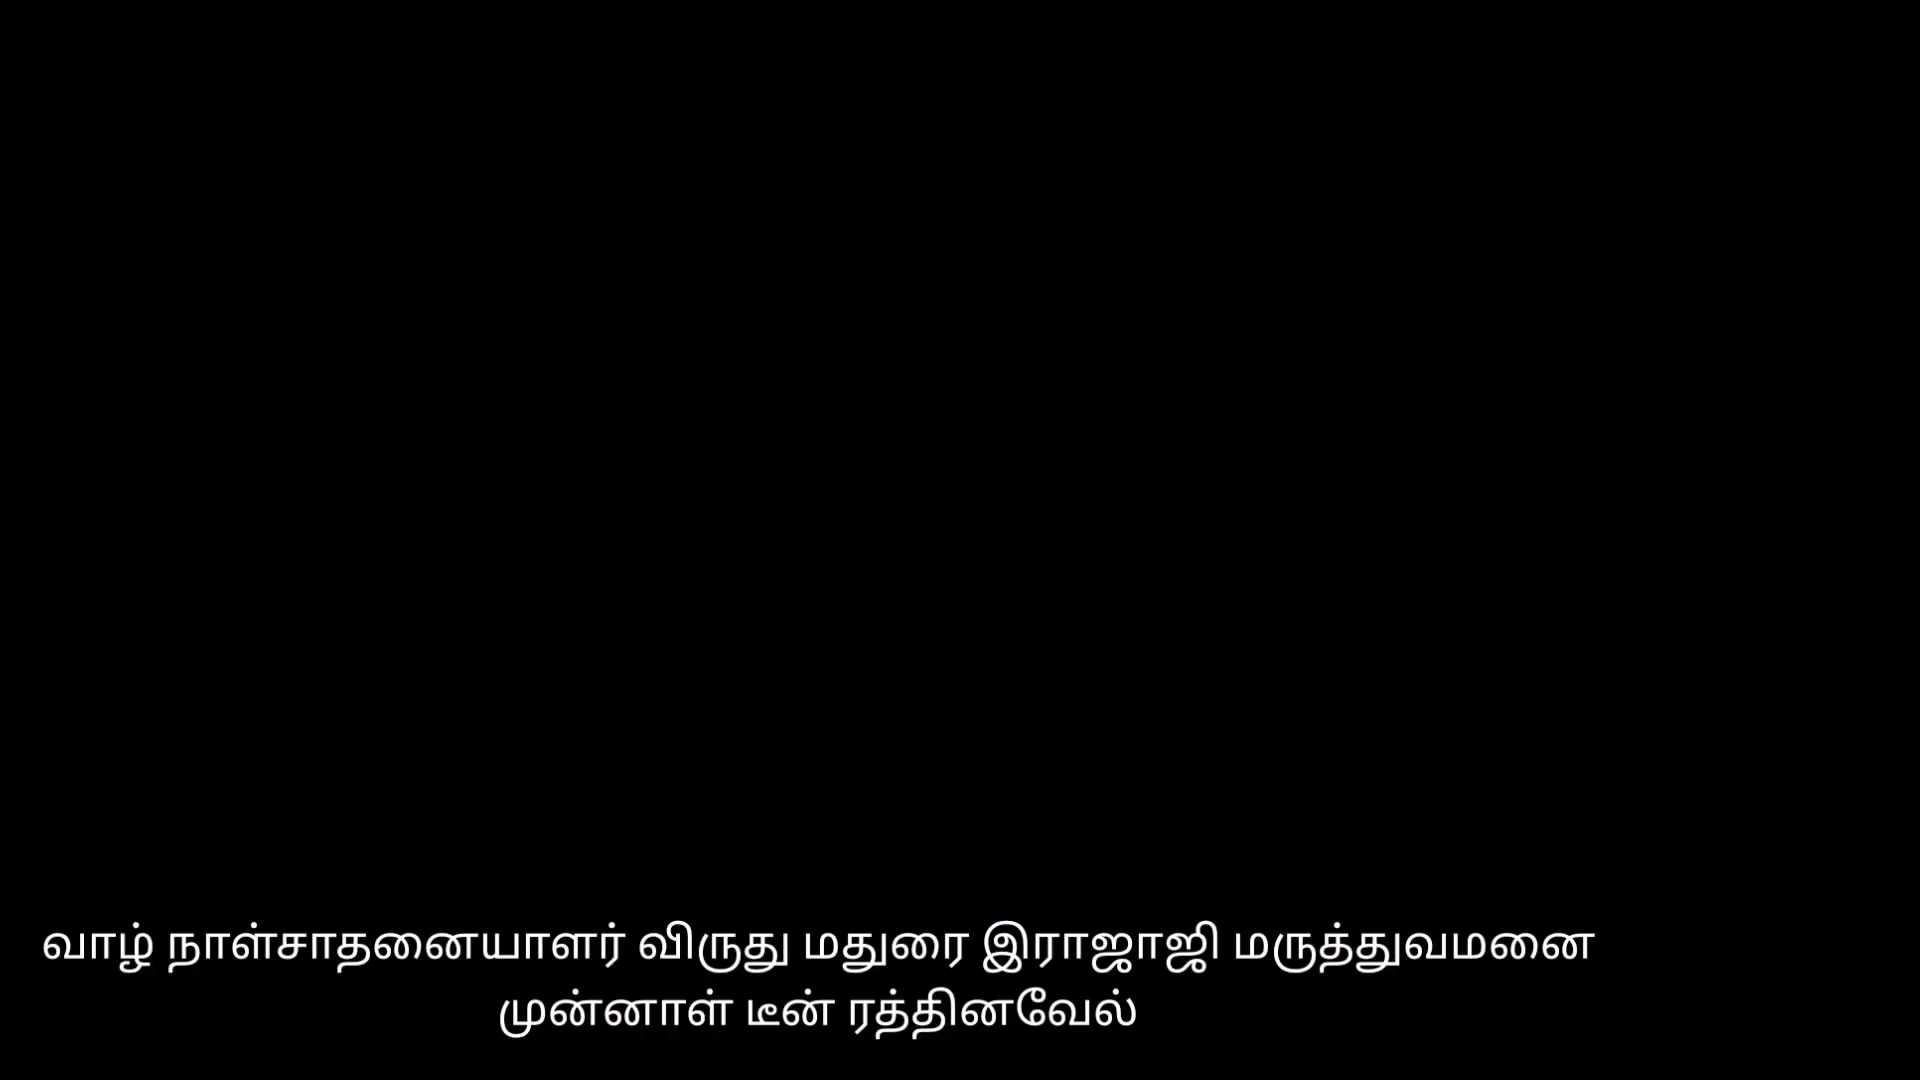 வாழ் நாள்சாதனையாளர் விருது மதுரை இராஜாஜி மருத்துவமனை
முன்னாள் டீன் ரத்தினவேல்